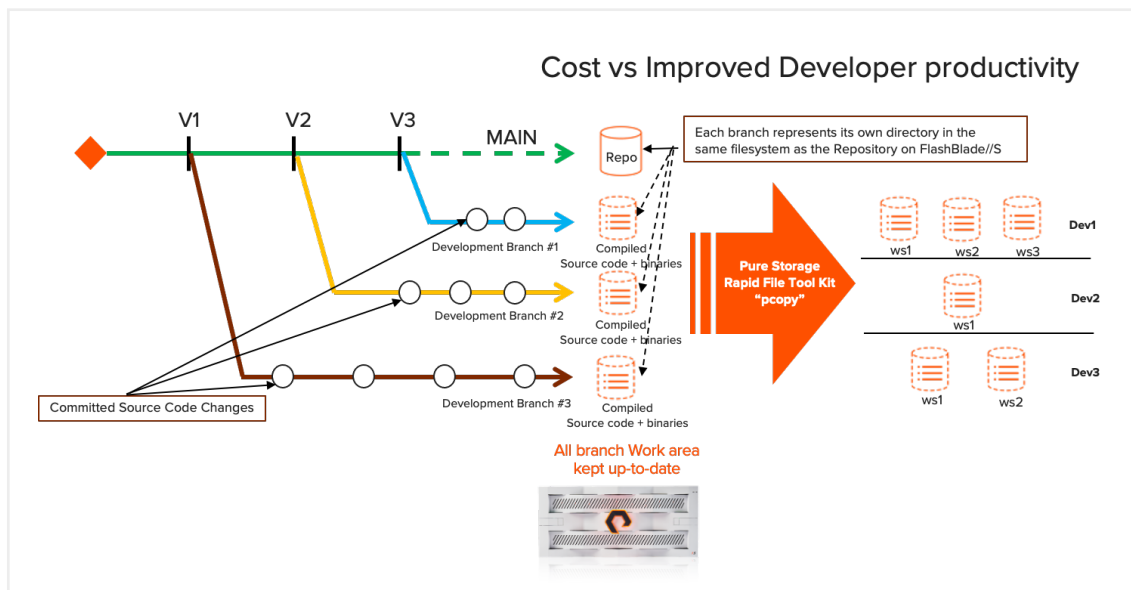 Cost vs Improved Developer productivity
V1
V2
V3
MAIN
Repo
Each branch represents its own directory in the
same filesystem as the Repository on FlashBlade//S
Development Branch #1
Compiled
Source code + binaries
Development Branch #2
Compiled
Source code + binaries
Development Branch #3
Compiled
Source code + binaries
Committed Source Code Changes
Pure Storage
Rapid File Tool Kit
“pcopy”
ws1
ws2
ws3
Dev1
ws1
Dev2
ws1
ws2
Dev3
All branch Work area
kept up-to-date